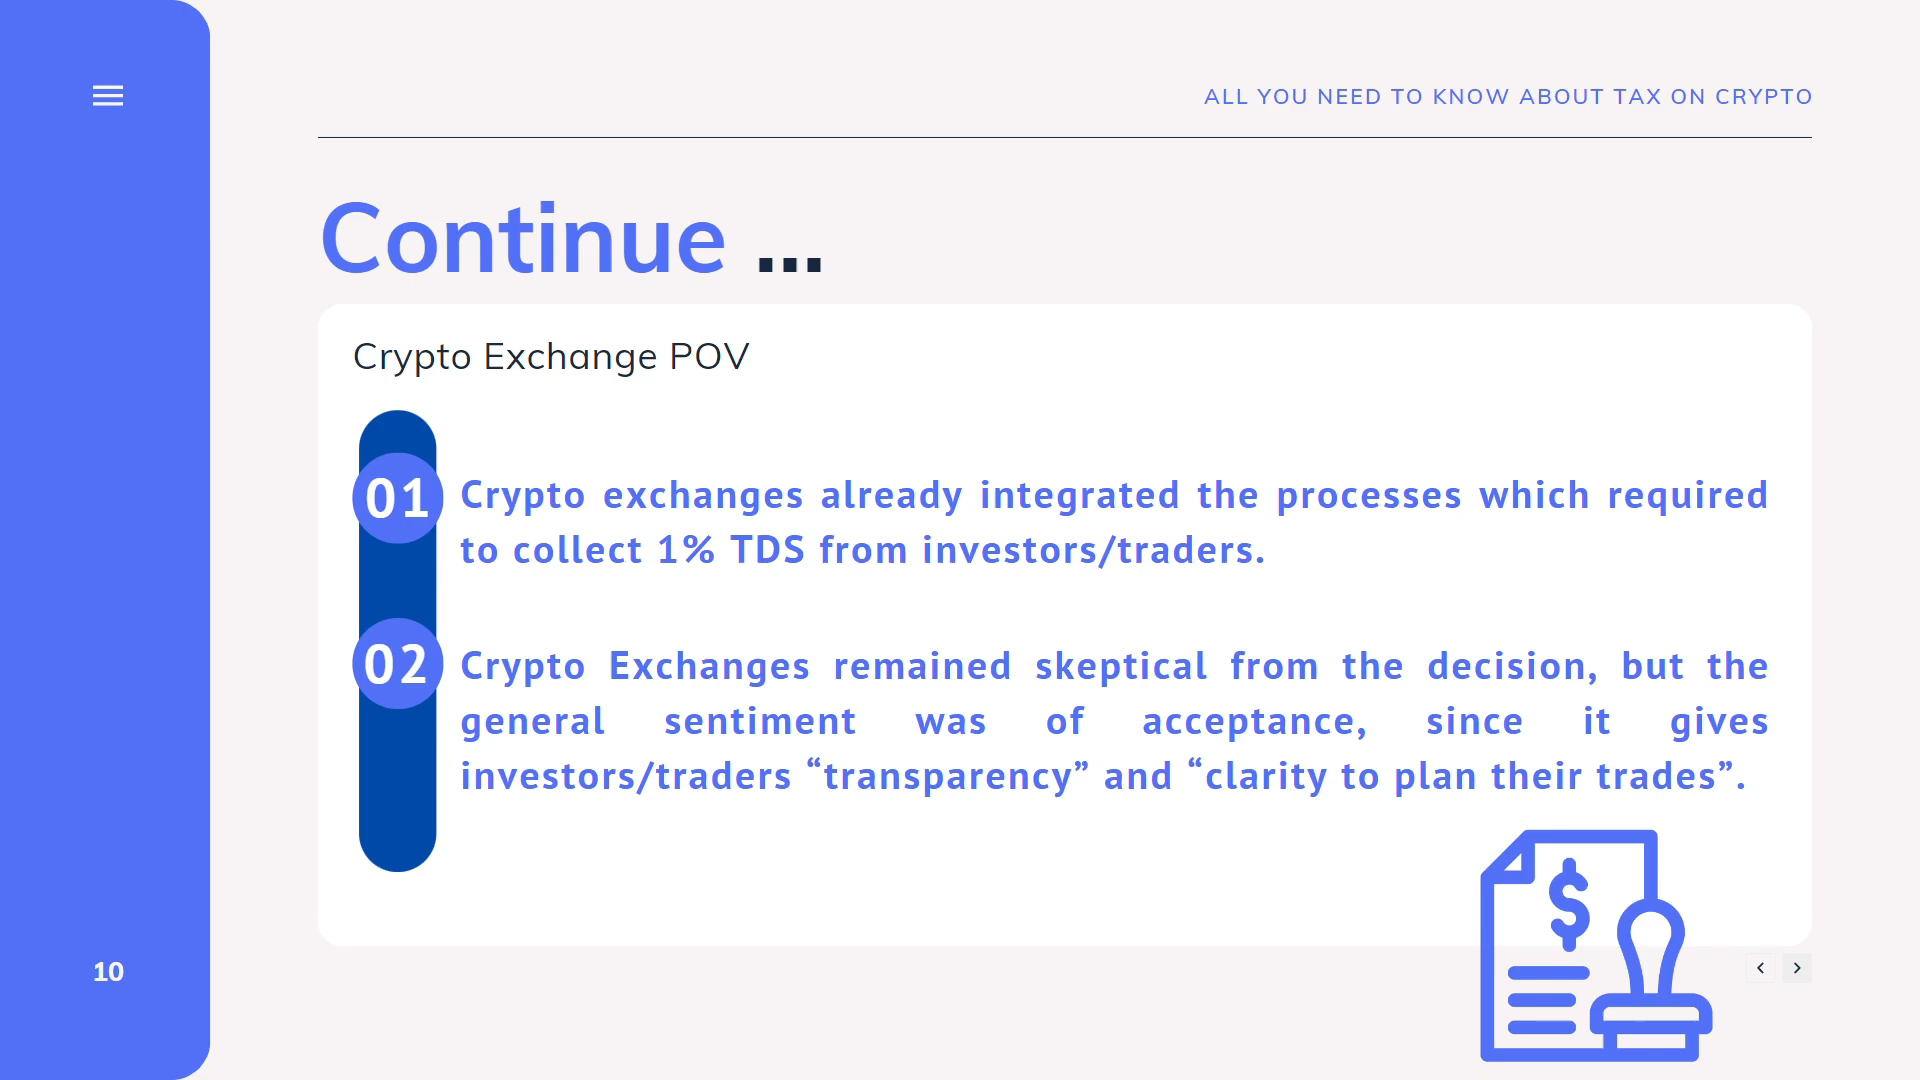 ALL YOU NEED TO KNOW ABOUT TAX ON CRYPTO
Continue ...
Crypto Exchange POV
01
Crypto exchanges already integrated the processes which required
to collect 1% TDS from investors/traders.
02
Crypto Exchanges remained skeptical from the decision, but the
general sentiment was of acceptance, since it gives
investors/traders “transparency” and “clarity to plan their trades”.
$
10